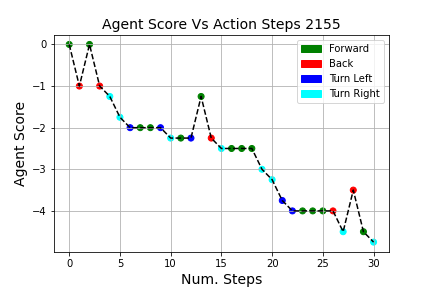 Agent Score Vs Action Steps 2155
Forward
Back
Turn Left
Turn Right
Agent Score
0
−1
−2
−3
−4
0 5 10 15 20 25 30
Num. Steps